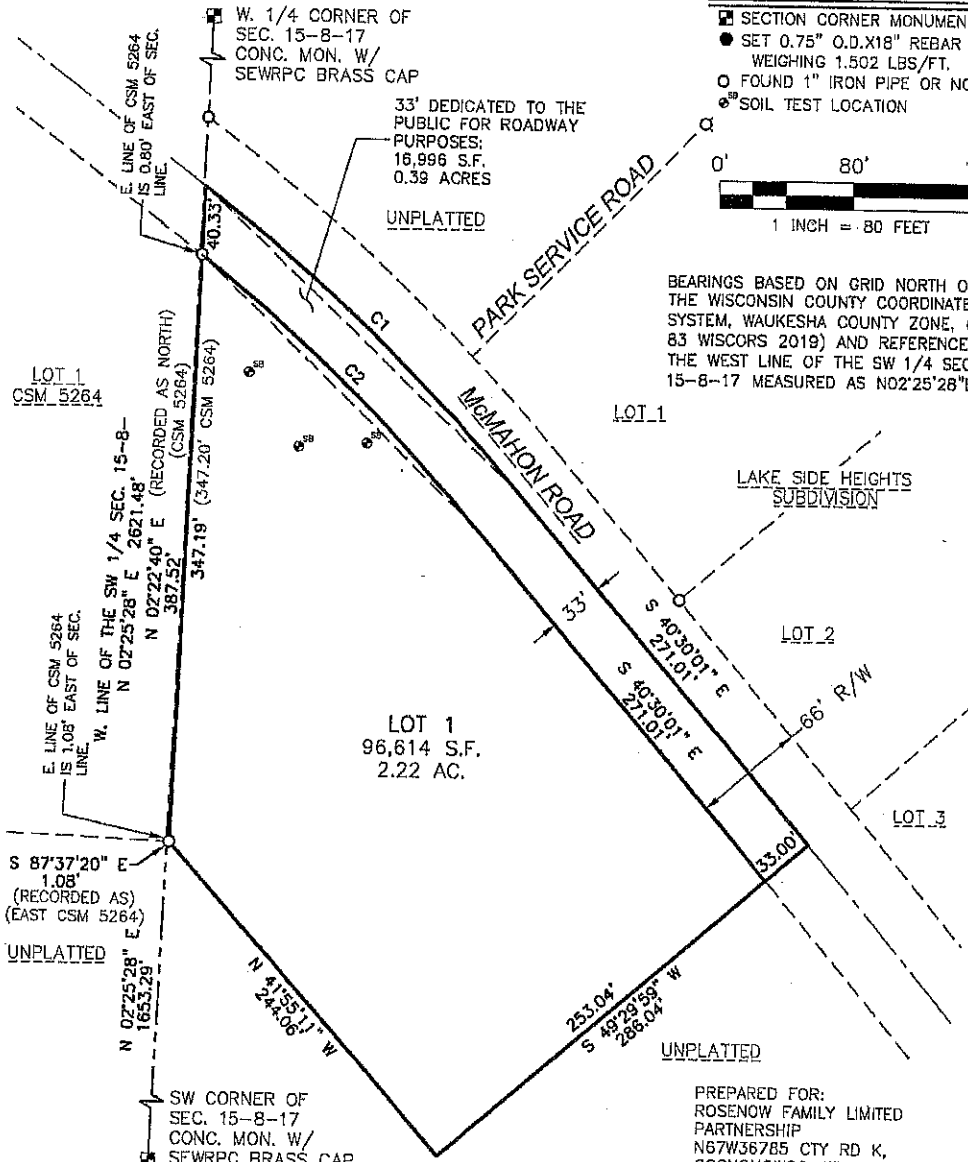 W. 1/4 CORNER OF
SEC. 15-8-17
CONC. MON. W/
SEWRPC BRASS CAP
SECTION CORNER MONUMEN
SET 0.75" O.D.X18" REBAR
WEIGHING 1.502 LBS/FT.
FOUND 1" IRON PIPE OR NO
SB SOIL TEST LOCATION
0' 80'
1 INCH = 80 FEET
E. LINE OF CSM 5264
IS 0.80' EAST OF SEC.
LINE.
33' DEDICATED TO THE
PUBLIC FOR ROADWAY
PURPOSES:
16,996 S.F.
0.39 ACRES
UNPLATTED
PARK SERVICE ROAD
BEARINGS BASED ON GRID NORTH O
THE WISCONSIN COUNTY COORDINATE
SYSTEM, WAUKESHA COUNTY ZONE,
83 WISCORS 2019) AND REFERENCE
THE WEST LINE OF THE SW 1/4 SEC
15-8-17 MEASURED AS N02°25'28"E
40.33'
C1
C2
SB
SB
SB
LOT 1
CSM 5264
McMAHON ROAD
LOT 1
LAKE SIDE HEIGHTS
SUBDIVISION
W. LINE OF THE SW 1/4 SEC. 15-8-
N 02°25'28" E 2621.48'
N 02°22'40" E (RECORDED AS NORTH)
(CSM 5264)
387.52'
347.19' (347.20' CSM 5264)
33'
S 40°30'01" E
271.01'
S 40°30'01" E
271.01'
LOT 2
66' R/W
E. LINE OF CSM 5264
IS 1.08' EAST OF SEC.
LINE.
LOT 1
96,614 S.F.
2.22 AC.
LOT 3
33.00'
S 87°37'20" E
1.08'
(RECORDED AS)
(EAST CSM 5264)
UNPLATTED
N 02°25'28" E
1653.29'
N 41°55'11" W
244.06'
253.04'
S 49°29'59" W
286.04'
UNPLATTED
SW CORNER OF
SEC. 15-8-17
CONC. MON. W/
SEWRPC BRASS CAP
PREPARED FOR:
ROSENOW FAMILY LIMITED
PARTNERSHIP
N67W36785 CTY RD K,